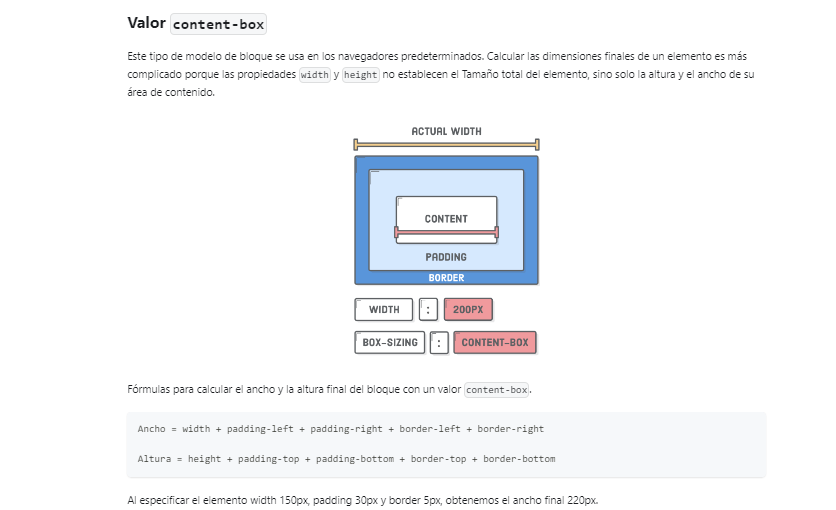 Valor content-box
Este tipo de modelo de bloque se usa en los navegadores predeterminados. Calcular las dimensiones finales de un elemento es más
complicado porque las propiedades width y height no establecen el Tamaño total del elemento, sino solo la altura y el ancho de su
área de contenido.
ACTUAL WIDTH
CONTENT
PADDING
BORDER
WIDTH : 200PX
BOX-SIZING : CONTENT-BOX
Fórmulas para calcular el ancho y la altura final del bloque con un valor content-box.
Ancho = width + padding-left + padding-right + border-left + border-right
Altura = height + padding-top + padding-bottom + border-top + border-bottom
Al especificar el elemento width 150px, padding 30px y border 5px, obtenemos el ancho final 220px.